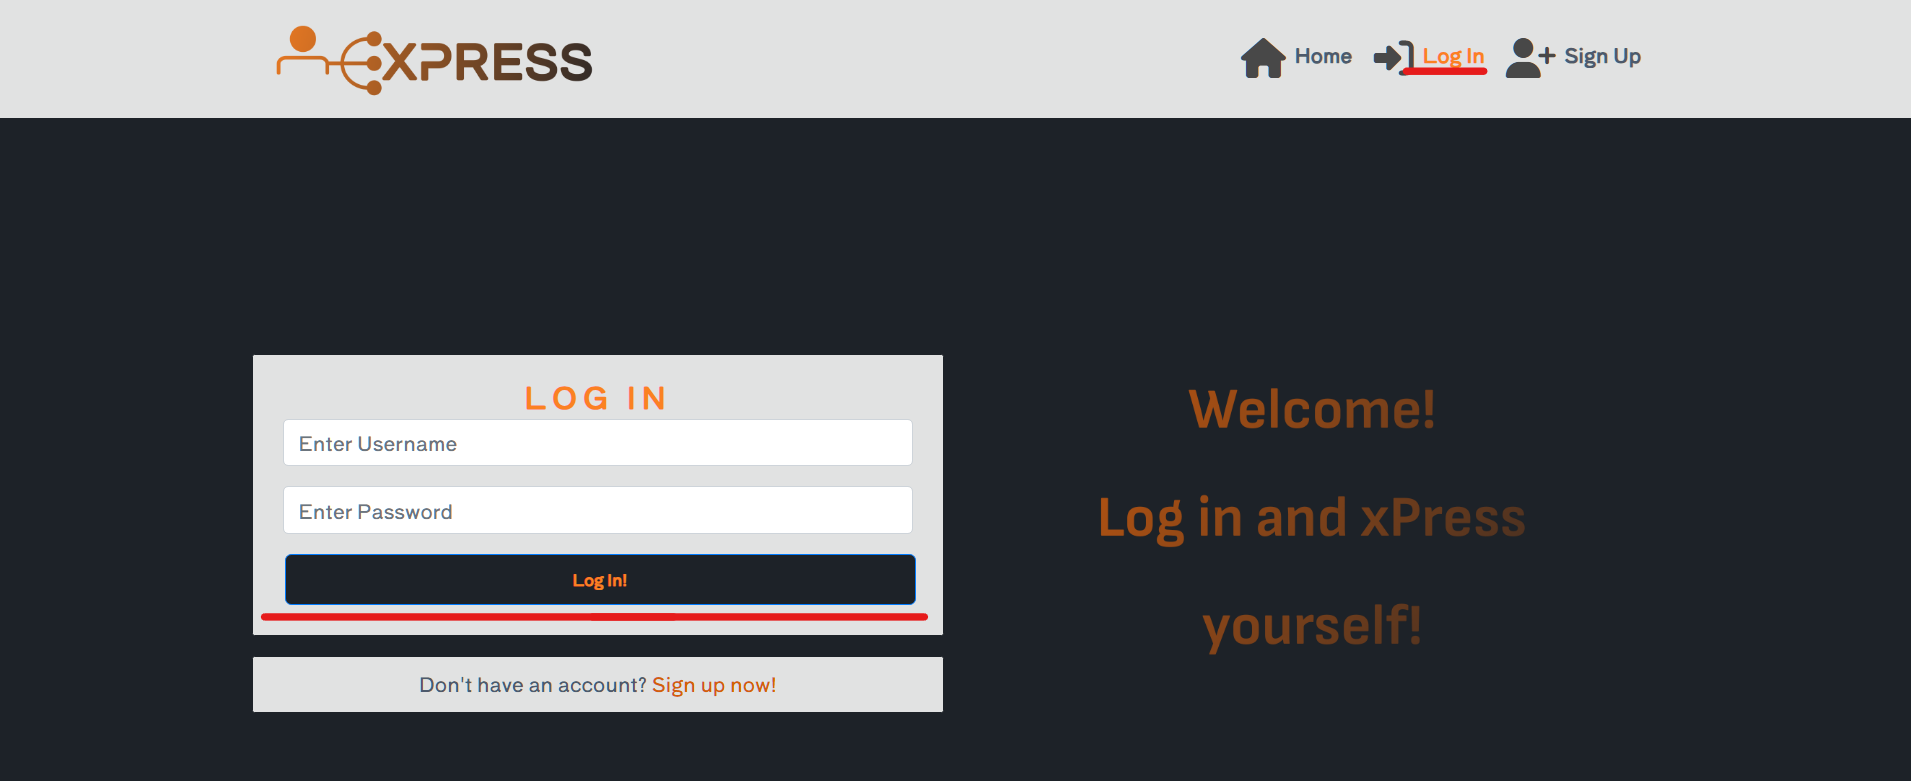 EXPRESS
Home
Log In
Sign Up
LOG IN
Enter Username
Enter Password
Log In!
Don't have an account? Sign up now!
Welcome!
Log in and xPress
yourself!